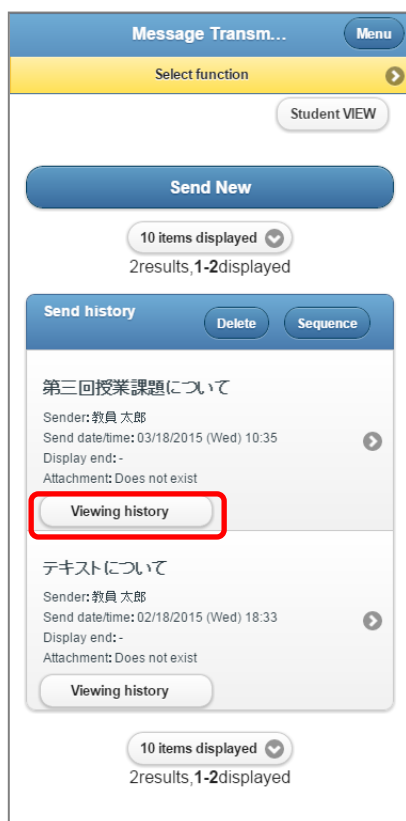 Message Transm...
Menu
Select function
Student VIEW
Send New
10 items displayed
2results,1-2displayed
Send history
Delete
Sequence
第三回授業課題について
Sender:教員 太郎
Send date/time: 03/18/2015 (Wed) 10:35
Display end: -
Attachment: Does not exist
Viewing history
テキストについて
Sender:教員 太郎
Send date/time: 02/18/2015 (Wed) 18:33
Display end: -
Attachment: Does not exist
Viewing history
10 items displayed
2results,1-2displayed